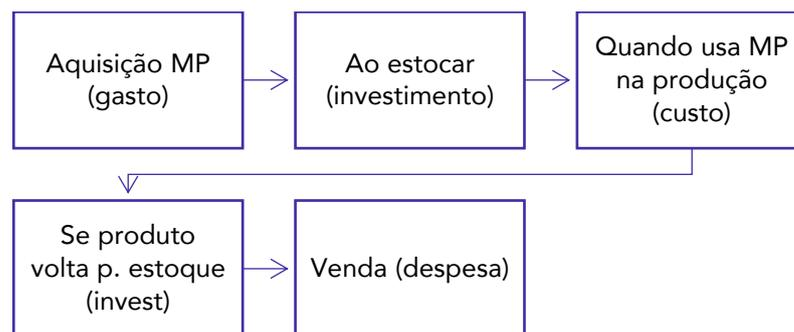 Aquisição MP
(gasto)
Ao estocar
(investimento)
Quando usa MP
na produção
(custo)
Se produto
volta p. estoque
(invest)
Venda (despesa)